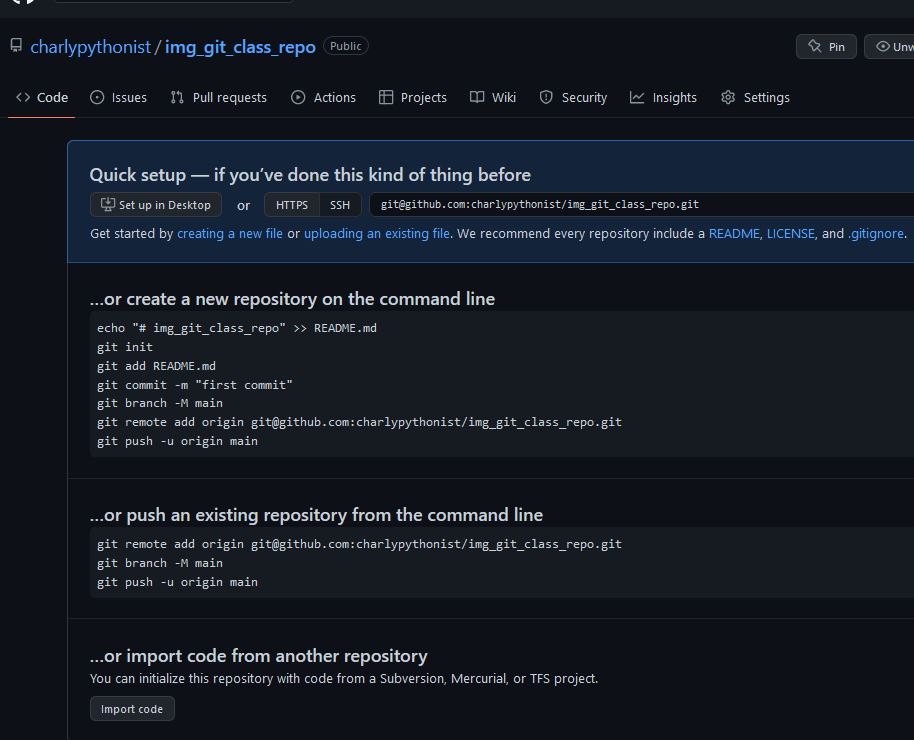 charlypythonist / img_git_class_repo Public Pin Unw
Code Issues Pull requests Actions Projects Wiki Security Insights Settings
Quick setup — if you’ve done this kind of thing before
Set up in Desktop or HTTPS SSH git@github.com:charlypythonist/img_git_class_repo.git
Get started by creating a new file or uploading an existing file. We recommend every repository include a README, LICENSE, and .gitignore.
…or create a new repository on the command line
echo "# img_git_class_repo" >> README.md
git init
git add README.md
git commit -m "first commit"
git branch -M main
git remote add origin git@github.com:charlypythonist/img_git_class_repo.git
git push -u origin main
…or push an existing repository from the command line
git remote add origin git@github.com:charlypythonist/img_git_class_repo.git
git branch -M main
git push -u origin main
…or import code from another repository
You can initialize this repository with code from a Subversion, Mercurial, or TFS project.
Import code